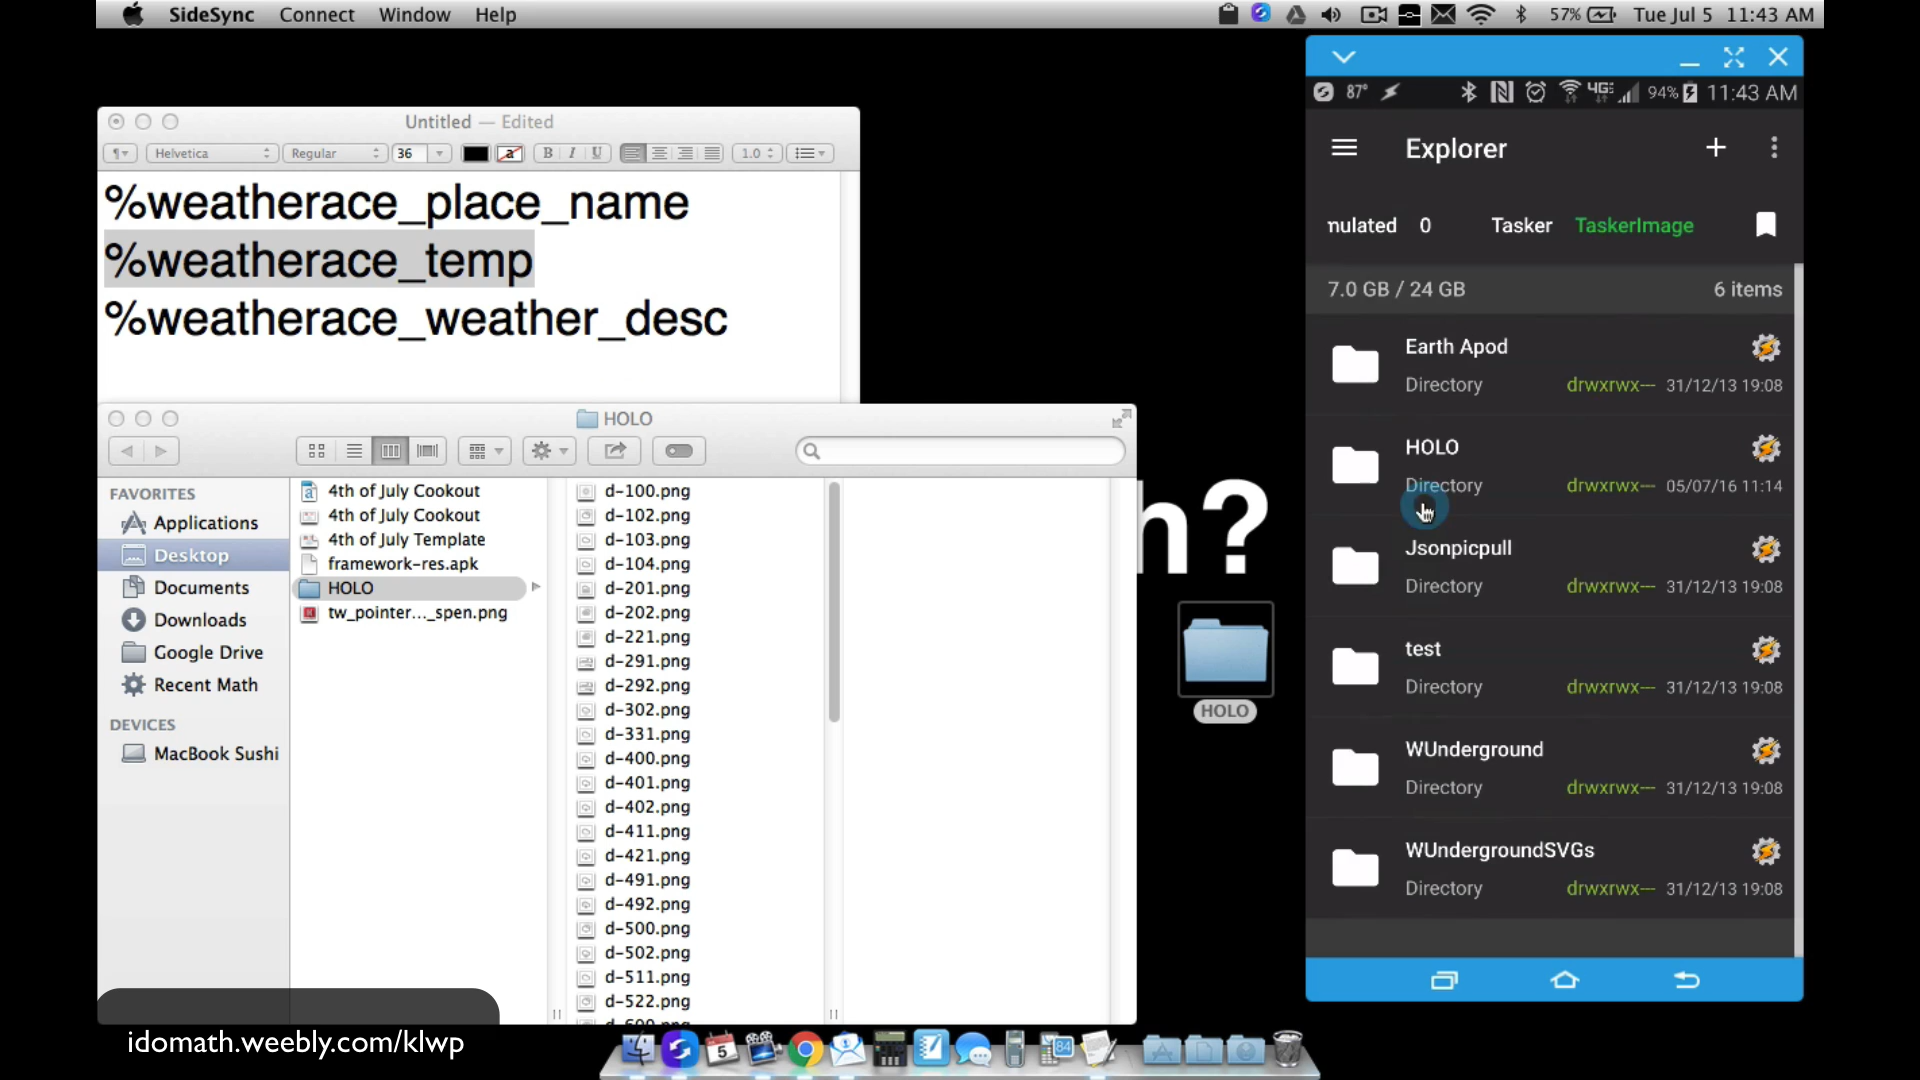 SideSync Connect Window Help
57% Tue Jul 5 11:43 AM
Untitled — Edited
Helvetica Regular 36 a B I U 1.0
%weatherace_place_name
%weatherace_temp
%weatherace_weather_desc
HOLO
FAVORITES
Applications
Desktop
Documents
Downloads
Google Drive
Recent Math
DEVICES
MacBook Sushi
4th of July Cookout
4th of July Cookout
4th of July Template
framework-res.apk
HOLO
tw_pointer..._spen.png
d-100.png
d-102.png
d-103.png
d-104.png
d-201.png
d-202.png
d-221.png
d-291.png
d-292.png
d-302.png
d-331.png
d-400.png
d-401.png
d-402.png
d-411.png
d-421.png
d-491.png
d-492.png
d-500.png
d-502.png
d-511.png
d-522.png
h?
HOLO
87° 4G 94% 11:43 AM
Explorer
mulated 0 Tasker TaskerImage
7.0 GB / 24 GB 6 items
Earth Apod
Directory drwxrwx--- 31/12/13 19:08
HOLO
Directory drwxrwx--- 05/07/16 11:14
Jsonpicpull
Directory drwxrwx--- 31/12/13 19:08
test
Directory drwxrwx--- 31/12/13 19:08
WUnderground
Directory drwxrwx--- 31/12/13 19:08
WUndergroundSVGs
Directory drwxrwx--- 31/12/13 19:08
idomath.weebly.com/klwp
5
84